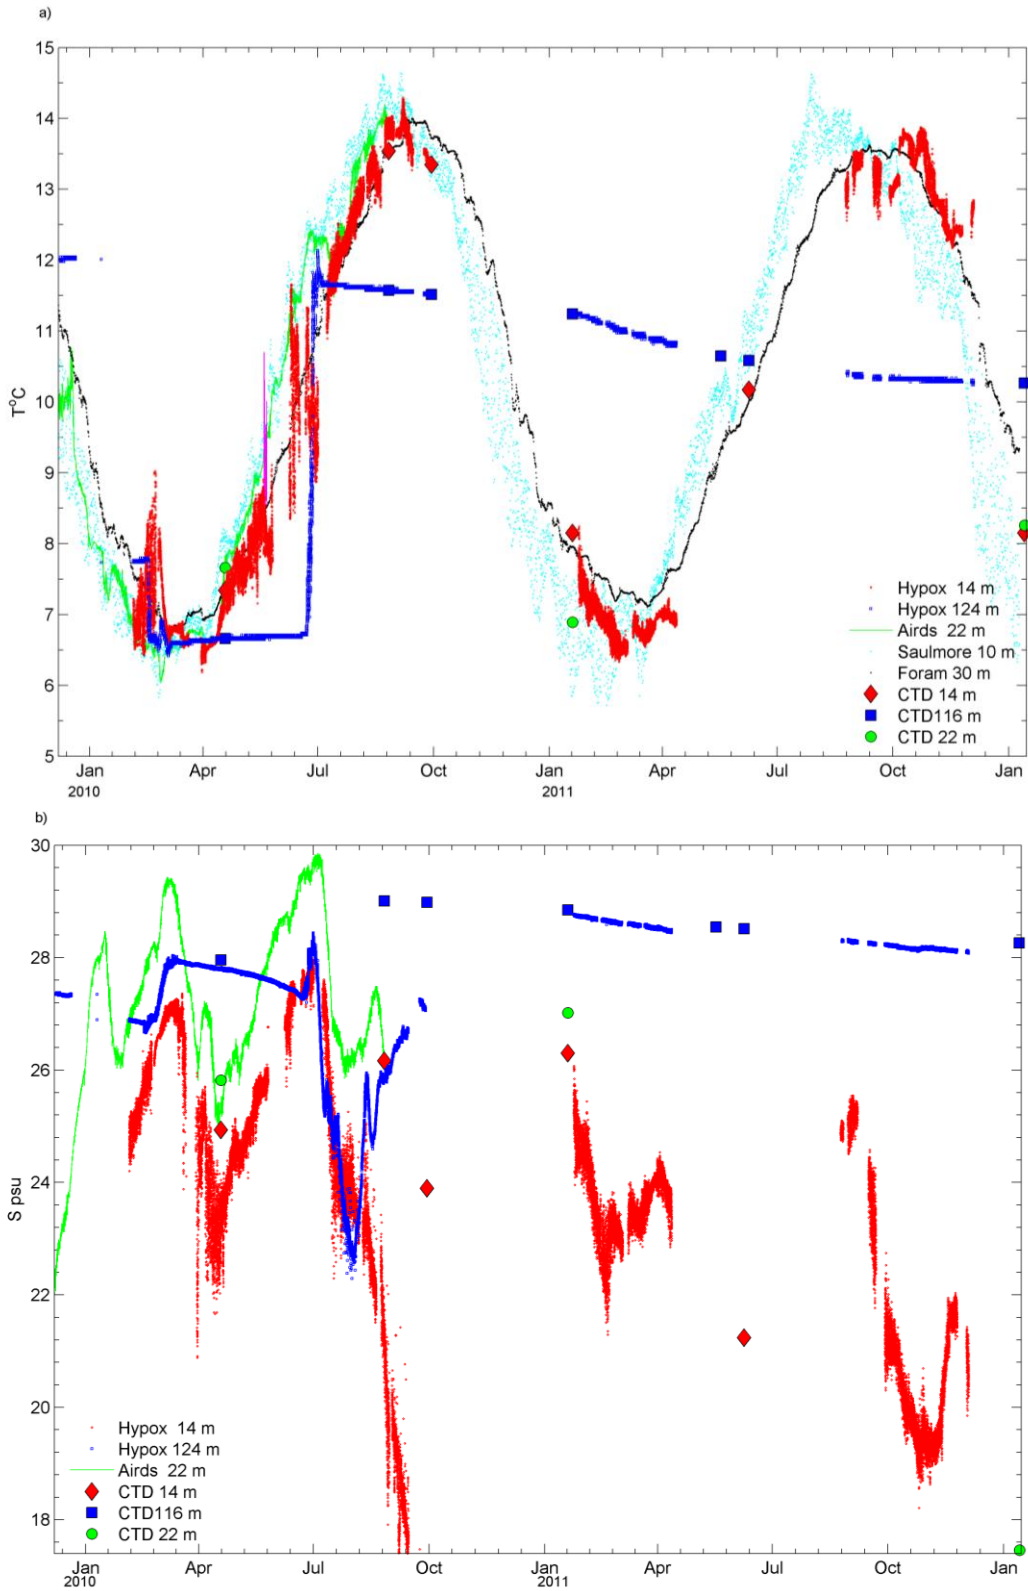 a)
15
14
13
12
11
10
9
8
7
6
5
T°C
Hypox 14 m
Hypox 124 m
Airds 22 m
Saulmore 10 m
Foram 30 m
CTD 14 m
CTD116 m
CTD 22 m
Jan Apr Jul Oct Jan Apr Jul Oct Jan
2010 2011
b)
30
28
26
24
22
20
18
S psu
Hypox 14 m
Hypox 124 m
Airds 22 m
CTD 14 m
CTD116 m
CTD 22 m
Jan Apr Jul Oct Jan Apr Jul Oct Jan
2010 2011